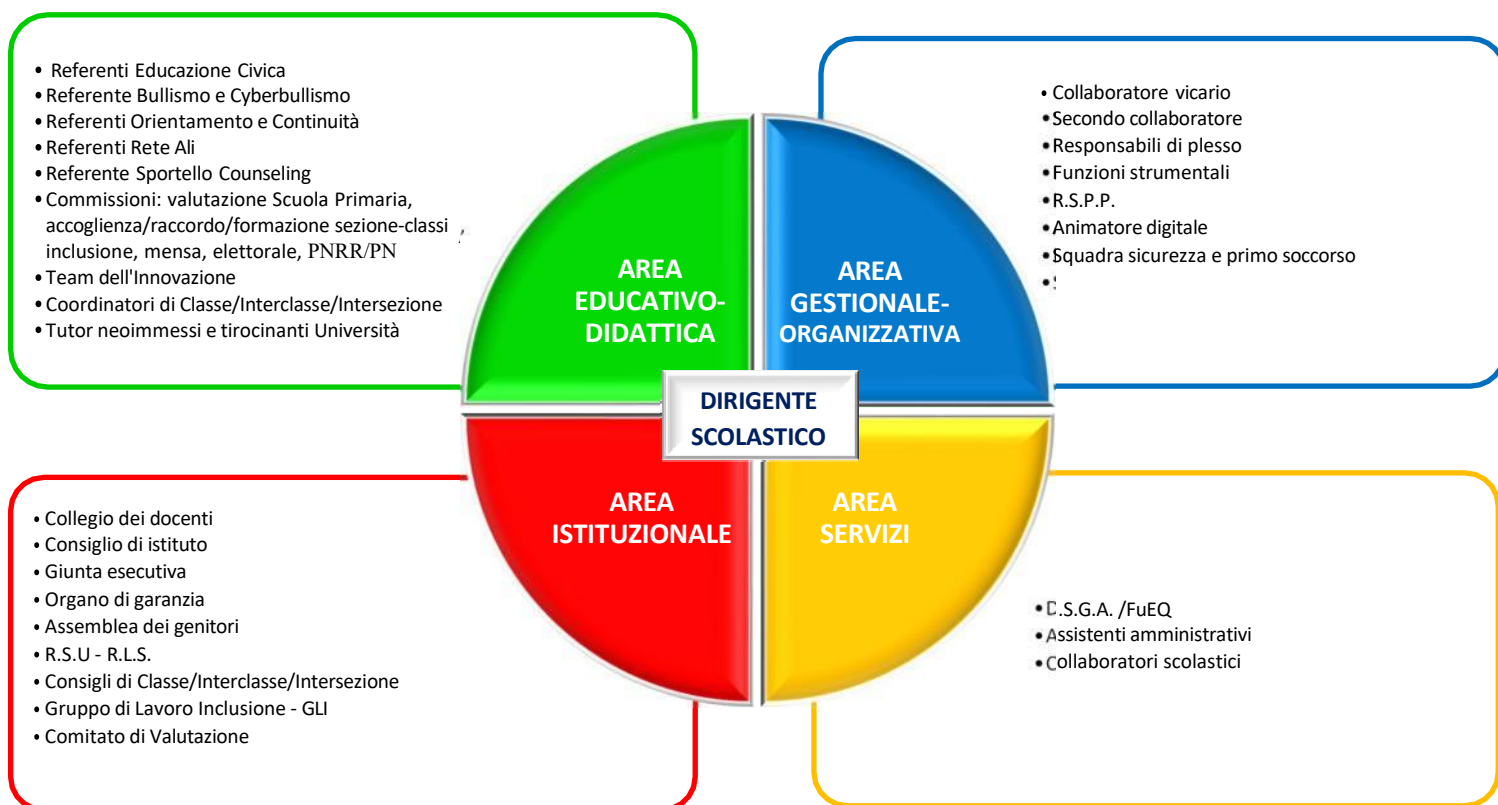 • Referenti Educazione Civica
• Referente Bullismo e Cyberbullismo
• Referenti Orientamento e Continuità
• Referenti Rete Ali
• Referente Sportello Counseling
• Commissioni: valutazione Scuola Primaria,
accoglienza/raccordo/formazione sezione-classi ,
inclusione, mensa, elettorale, PNRR/PN
• Team dell'Innovazione
• Coordinatori di Classe/Interclasse/Intersezione
• Tutor neoimmessi e tirocinanti Università
• Collaboratore vicario
• Secondo collaboratore
• Responsabili di plesso
• Funzioni strumentali
• R.S.P.P.
• Animatore digitale
• Squadra sicurezza e primo soccorso
AREA
EDUCATIVO-
DIDATTICA
AREA
GESTIONALE-
ORGANIZZATIVA
DIRIGENTE
SCOLASTICO
AREA
ISTITUZIONALE
AREA
SERVIZI
• Collegio dei docenti
• Consiglio di istituto
• Giunta esecutiva
• Organo di garanzia
• Assemblea dei genitori
• R.S.U - R.L.S.
• Consigli di Classe/Interclasse/Intersezione
• Gruppo di Lavoro Inclusione - GLI
• Comitato di Valutazione
• D.S.G.A. /FuEQ
• Assistenti amministrativi
• Collaboratori scolastici